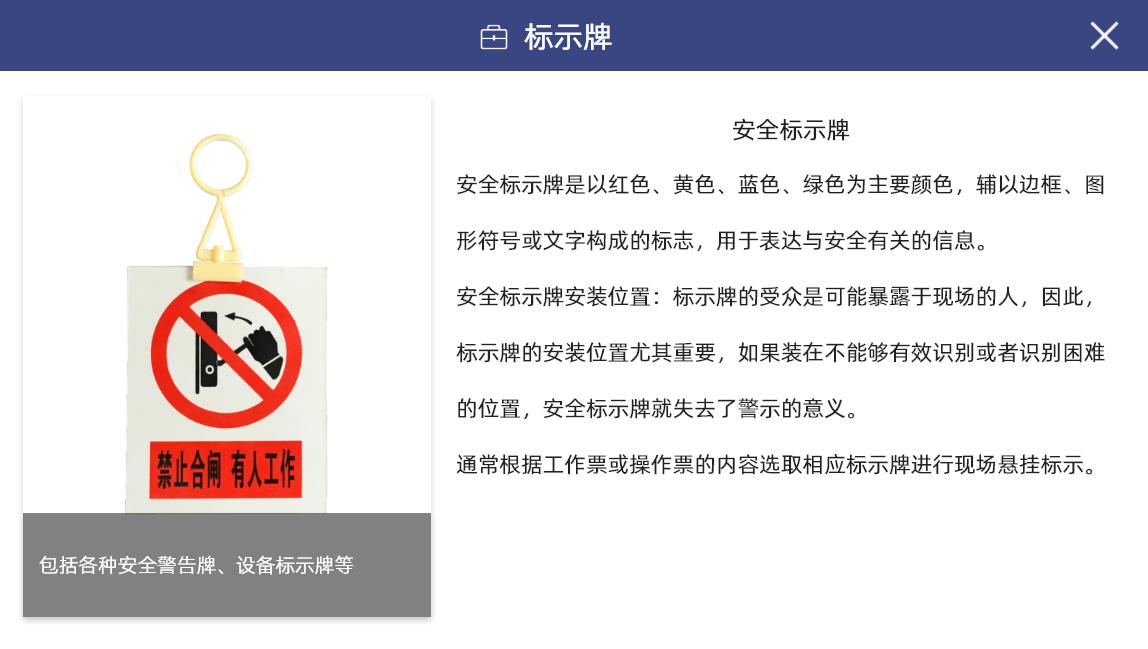 标示牌
禁止合闸 有人工作
包括各种安全警告牌、设备标示牌等
安全标示牌
安全标示牌是以红色、黄色、蓝色、绿色为主要颜色，辅以边框、图
形符号或文字构成的标志，用于表达与安全有关的信息。
安全标示牌安装位置：标示牌的受众是可能暴露于现场的人，因此，
标示牌的安装位置尤其重要，如果装在不能够有效识别或者识别困难
的位置，安全标示牌就失去了警示的意义。
通常根据工作票或操作票的内容选取相应标示牌进行现场悬挂标示。